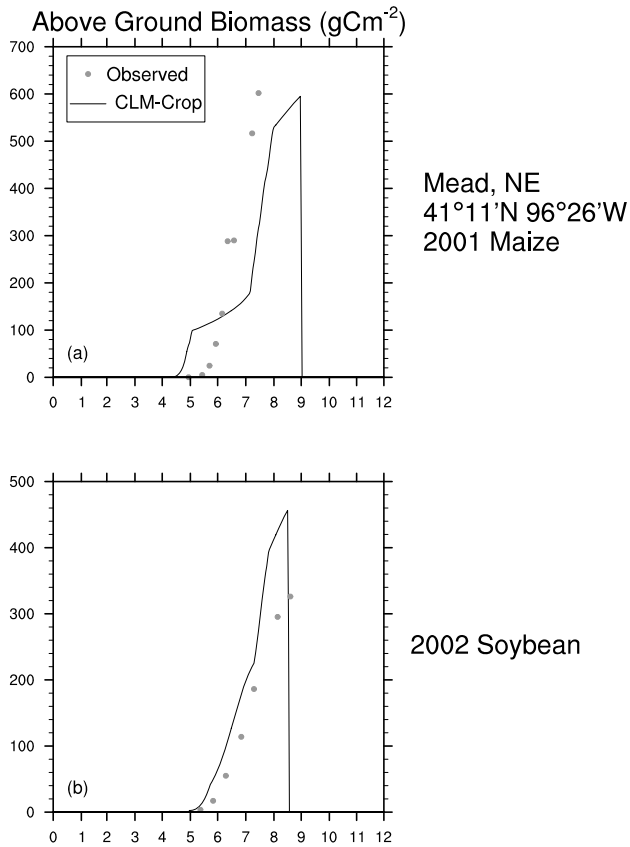 Above Ground Biomass (gCm-2)
700
600
500
400
300
200
100
0
Observed
CLM-Crop
(a)
0 1 2 3 4 5 6 7 8 9 10 11 12
Mead, NE
41°11'N 96°26'W
2001 Maize
500
400
300
200
100
0
(b)
0 1 2 3 4 5 6 7 8 9 10 11 12
2002 Soybean